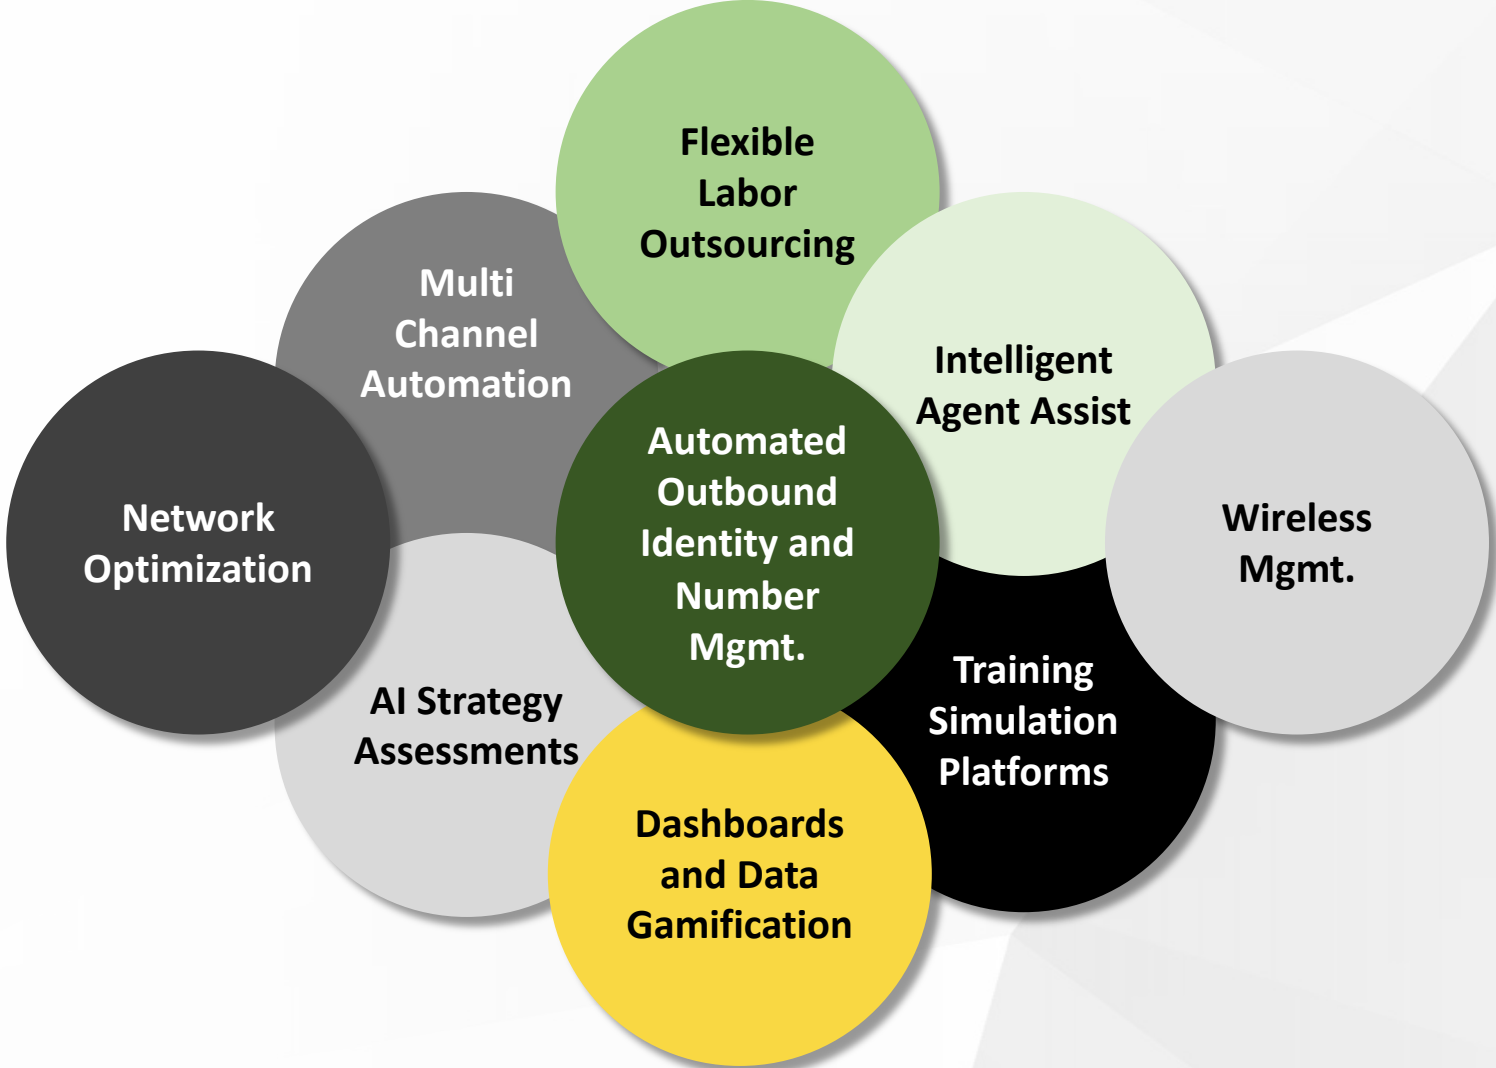 Flexible
Labor
Outsourcing
Multi
Channel
Automation
Intelligent
Agent Assist
Network
Optimization
Automated
Outbound
Identity and
Number
Mgmt.
Wireless
Mgmt.
AI Strategy
Assessments
Training
Simulation
Platforms
Dashboards
and Data
Gamification